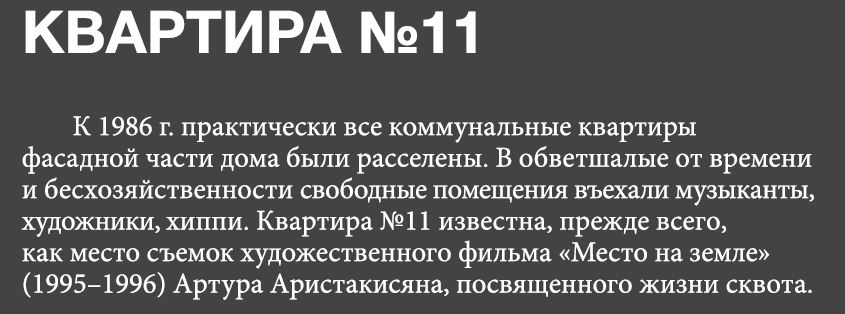 КВАРТИРА №11
К 1986 г. практически все коммунальные квартиры
фасадной части дома были расселены. В обветшалые от времени
и бесхозяйственности свободные помещения въехали музыканты,
художники, хиппи. Квартира №11 известна, прежде всего,
как место съемок художественного фильма «Место на земле»
(1995–1996) Артура Аристакисяна, посвященного жизни сквота.